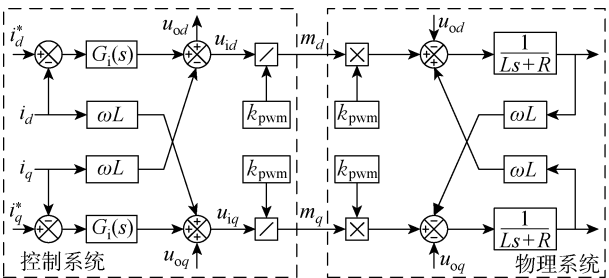 i*d Gi(s) uod uid / md × uod 1/(Ls+R)
kpwm kpwm
id ωL ωL
iq ωL kpwm kpwm ωL
i*q Gi(s) uiq / mq × 1/(Ls+R)
uoq uoq
控制系统 物理系统